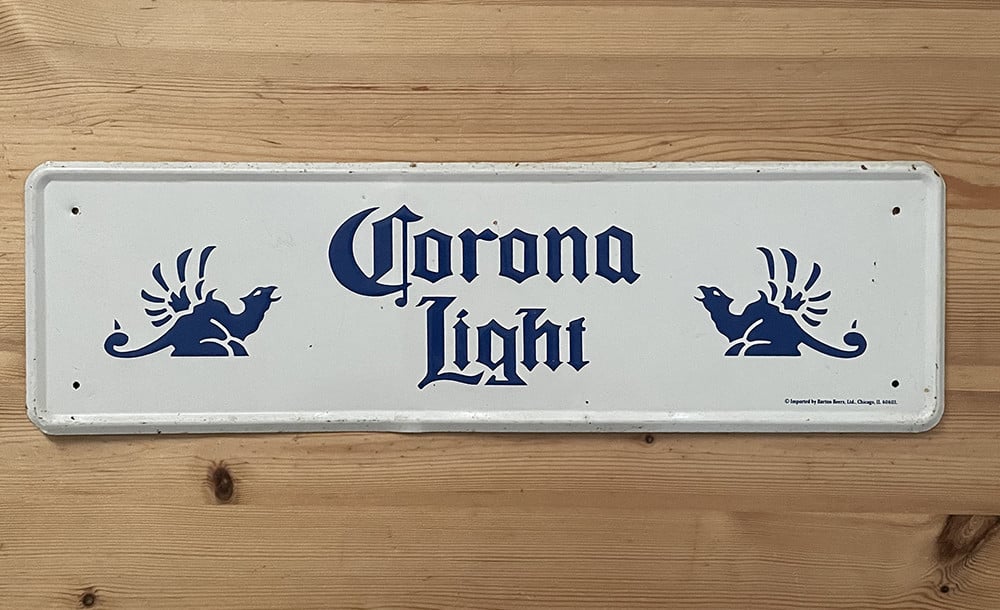 Corona
Light
© Imported by Barton Beers, Ltd., Chicago, IL 60603.